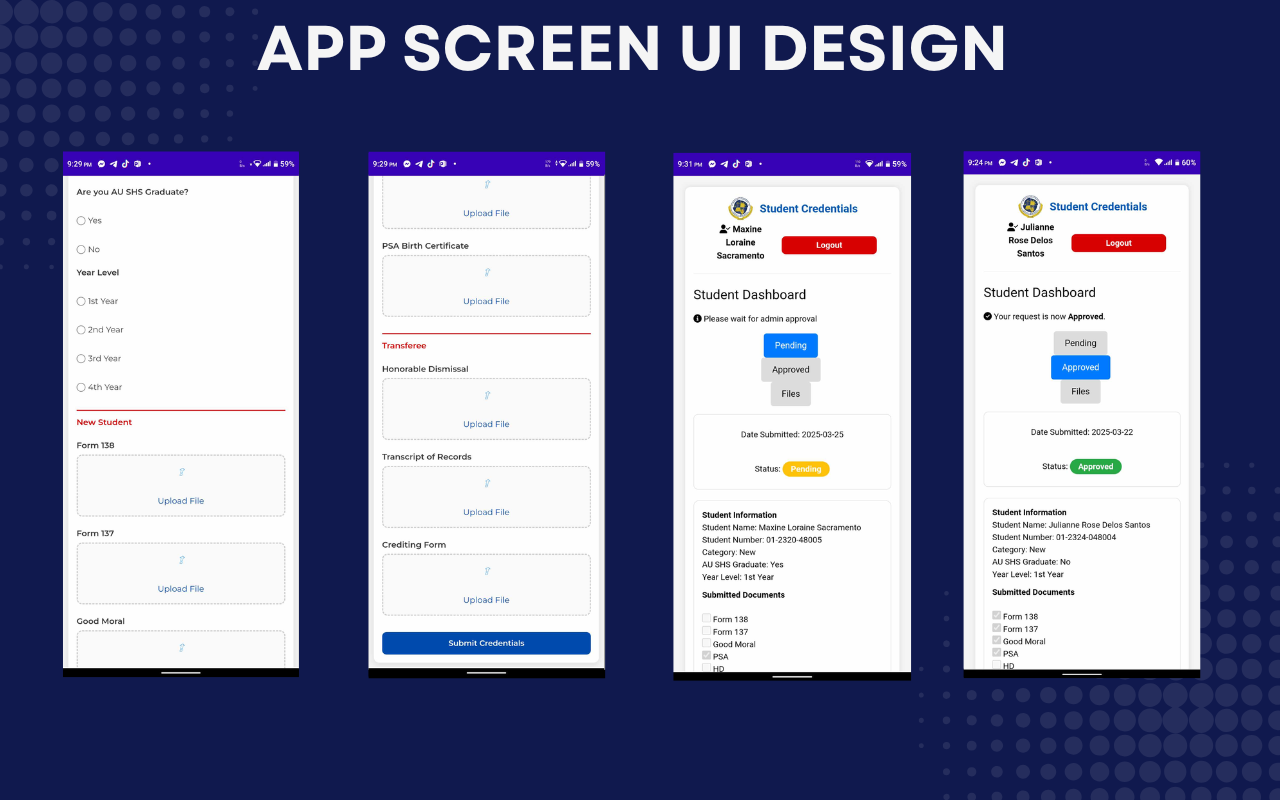 APP SCREEN UI DESIGN
9:29 PM
59%
Are you AU SHS Graduate?
Yes
No
Year Level
1st Year
2nd Year
3rd Year
4th Year
New Student
Form 138
Upload File
Form 137
Upload File
Good Moral
9:29 PM
59%
Upload File
PSA Birth Certificate
Upload File
Transferee
Honorable Dismissal
Upload File
Transcript of Records
Upload File
Crediting Form
Upload File
Submit Credentials
9:31 PM
59%
Student Credentials
Maxine
Loraine
Sacramento
Logout
Student Dashboard
Please wait for admin approval
Pending
Approved
Files
Date Submitted: 2025-03-25
Status: Pending
Student Information
Student Name: Maxine Loraine Sacramento
Student Number: 01-2320-48005
Category: New
AU SHS Graduate: Yes
Year Level: 1st Year
Submitted Documents
Form 138
Form 137
Good Moral
PSA
HD
9:24 PM
60%
Student Credentials
Julianne
Rose Delos
Santos
Logout
Student Dashboard
Your request is now Approved.
Pending
Approved
Files
Date Submitted: 2025-03-22
Status: Approved
Student Information
Student Name: Julianne Rose Delos Santos
Student Number: 01-2324-048004
Category: New
AU SHS Graduate: No
Year Level: 1st Year
Submitted Documents
Form 138
Form 137
Good Moral
PSA
HD